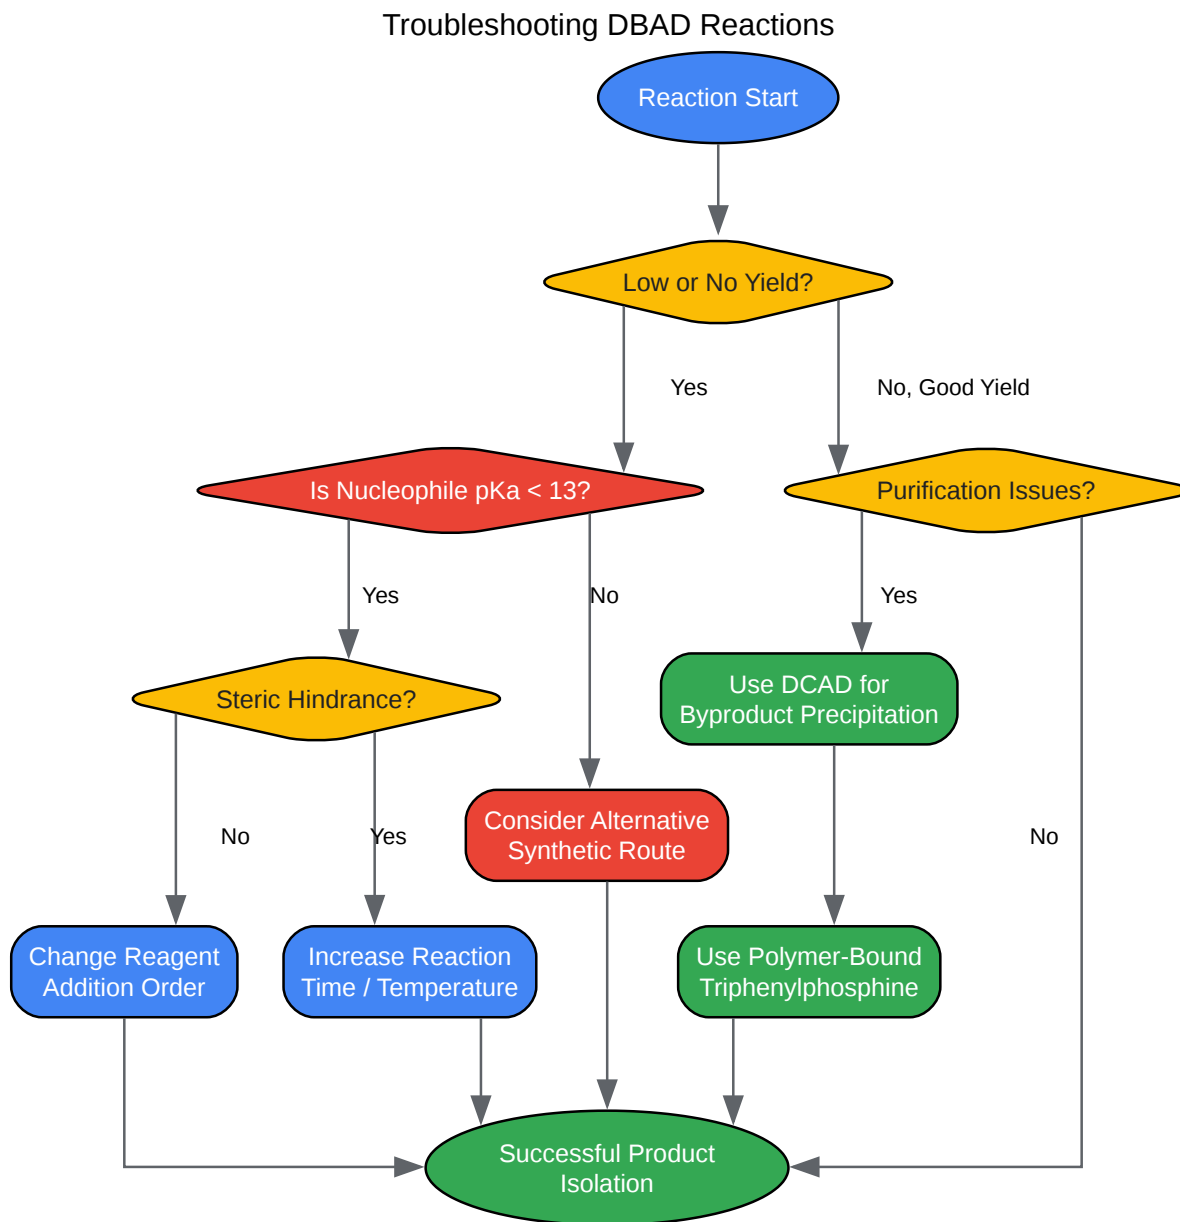 Troubleshooting DBAD Reactions
Reaction Start
Low or No Yield?
Yes
No, Good Yield
Is Nucleophile pKa < 13?
Purification Issues?
Yes
No
Yes
Steric Hindrance?
Use DCAD for
Byproduct Precipitation
No
Yes
Consider Alternative
Synthetic Route
No
Change Reagent
Addition Order
Increase Reaction
Time / Temperature
Use Polymer-Bound
Triphenylphosphine
Successful Product
Isolation